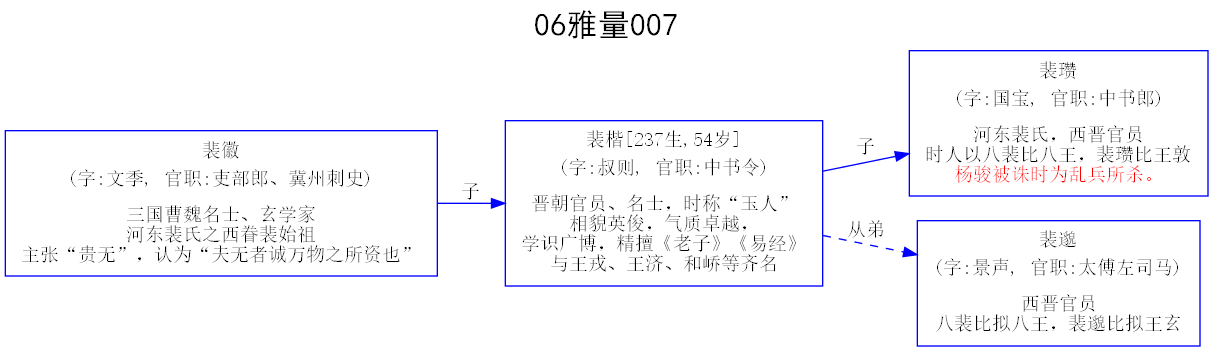 06雅量007
裴徽
(字:文季, 官职:吏部郎、冀州刺史)
三国曹魏名士、玄学家
河东裴氏之西眷裴始祖
主张“贵无”，认为“夫无者诚万物之所资也”
子
裴楷[237生,54岁]
(字:叔则, 官职:中书令)
晋朝官员、名士，时称“玉人”
相貌英俊，气质卓越，
学识广博，精擅《老子》《易经》
与王戎、王济、和峤等齐名
子
裴瓒
(字:国宝, 官职:中书郎)
河东裴氏，西晋官员
时人以八裴比八王，裴瓒比王敦
杨骏被诛时为乱兵所杀。
从弟
裴邈
(字:景声, 官职:太傅左司马)
西晋官员
八裴比拟八王，裴邈比拟王玄